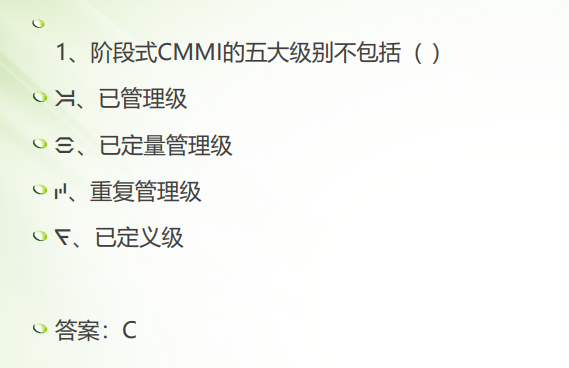 1、阶段式CMMI的五大级别不包括（ ）
、已管理级
、已定量管理级
、重复管理级
、已定义级
答案：C